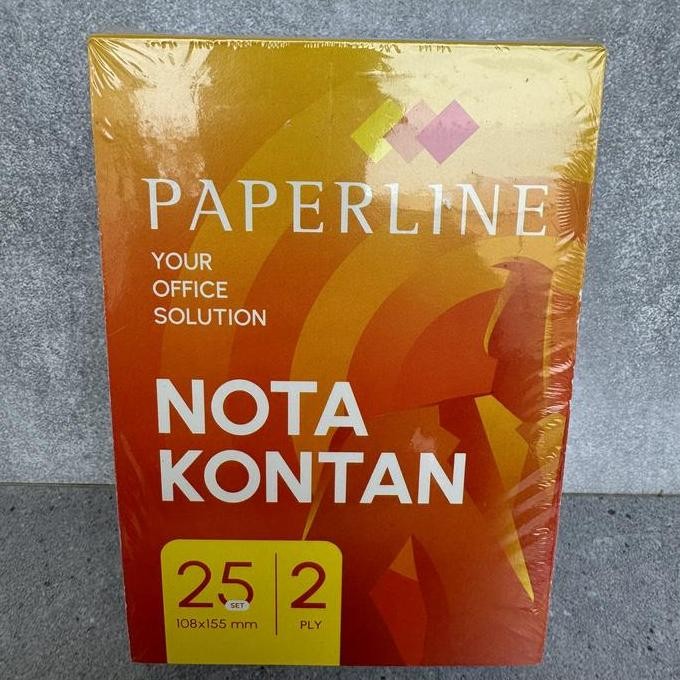 PAPERLINE
YOUR
OFFICE
SOLUTION
NOTA
KONTAN
25 SET
108x155 mm
2
PLY